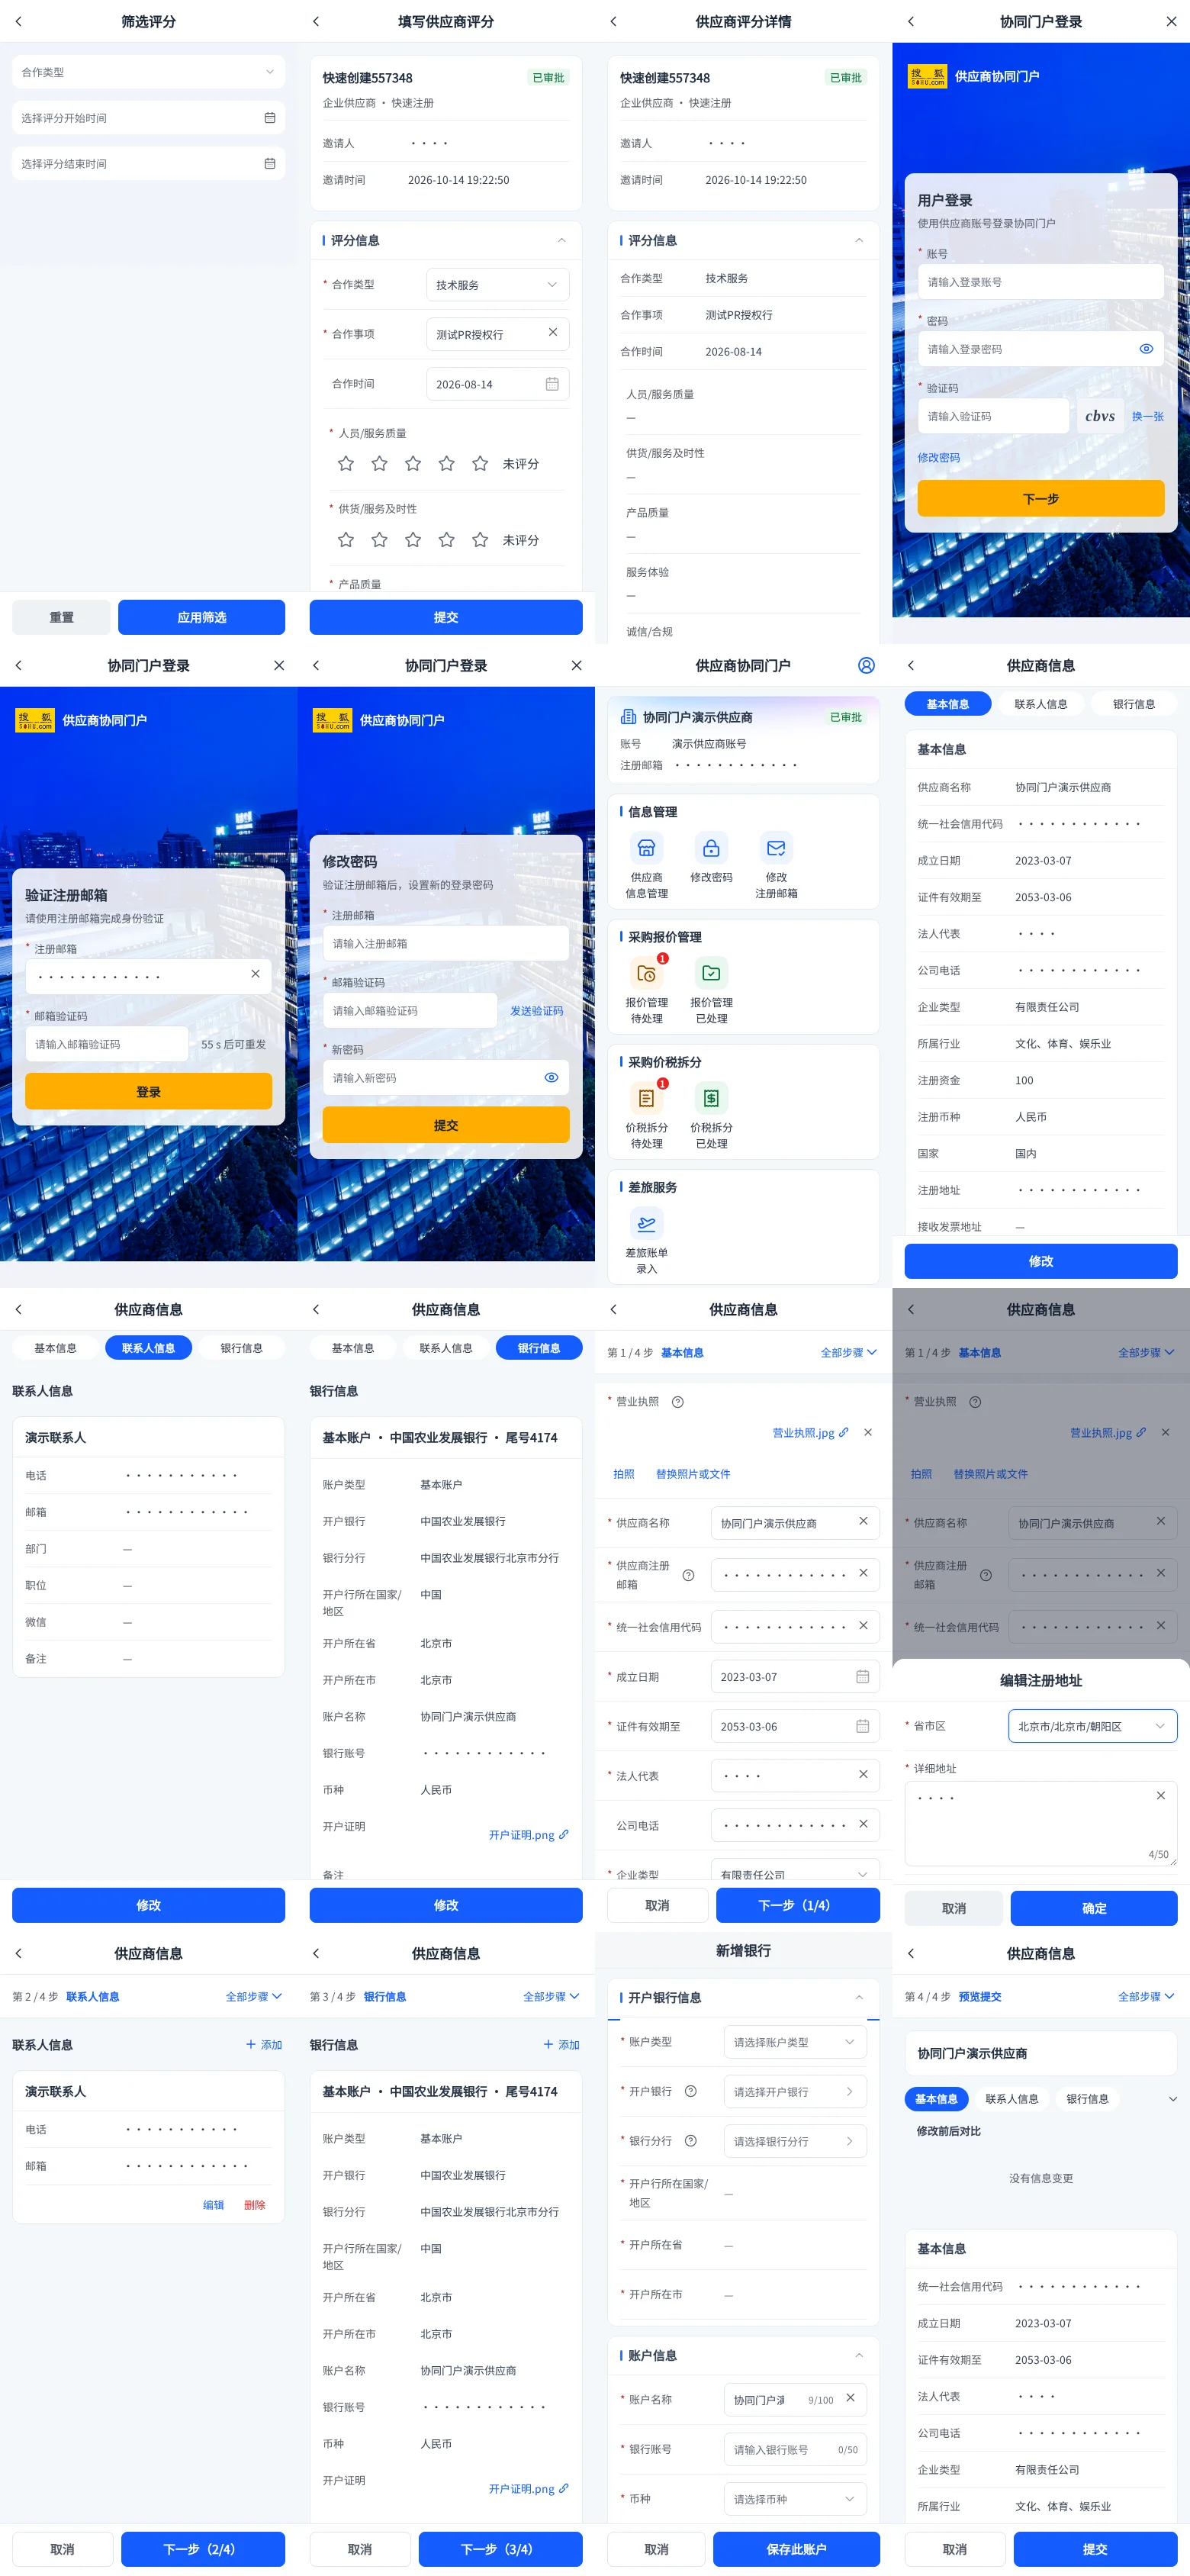 筛选评分
合作类型
选择评分开始时间
选择评分结束时间
重置
应用筛选
填写供应商评分
快速创建557348
已审批
企业供应商 • 快速注册
邀请人
• • • •
邀请时间
2026-10-14 19:22:50
评分信息
* 合作类型
技术服务
* 合作事项
测试PR授权行
合作时间
2026-08-14
* 人员/服务质量
未评分
* 供货/服务及时性
未评分
* 产品质量
提交
供应商评分详情
快速创建557348
已审批
企业供应商 • 快速注册
邀请人
• • • •
邀请时间
2026-10-14 19:22:50
评分信息
合作类型
技术服务
合作事项
测试PR授权行
合作时间
2026-08-14
人员/服务质量
—
供货/服务及时性
—
产品质量
—
服务体验
—
诚信/合规
协同门户登录
搜狐
SOHU.com
供应商协同门户
用户登录
使用供应商账号登录协同门户
* 账号
请输入登录账号
* 密码
请输入登录密码
* 验证码
请输入验证码
cbvs
换一张
修改密码
下一步
协同门户登录
搜狐
SOHU.com
供应商协同门户
验证注册邮箱
请使用注册邮箱完成身份验证
* 注册邮箱
• • • • • • • • • • • •
* 邮箱验证码
请输入邮箱验证码
55 s 后可重发
登录
协同门户登录
搜狐
SOHU.com
供应商协同门户
修改密码
验证注册邮箱后，设置新的登录密码
* 注册邮箱
请输入注册邮箱
* 邮箱验证码
请输入邮箱验证码
发送验证码
* 新密码
请输入新密码
提交
供应商协同门户
协同门户演示供应商
已审批
账号
演示供应商账号
注册邮箱
• • • • • • • • • • • •
信息管理
供应商
信息管理
修改密码
修改
注册邮箱
采购报价管理
1
报价管理
待处理
报价管理
已处理
采购价税拆分
1
价税拆分
待处理
价税拆分
已处理
差旅服务
差旅账单
录入
供应商信息
基本信息
联系人信息
银行信息
基本信息
供应商名称
协同门户演示供应商
统一社会信用代码
• • • • • • • • • • • •
成立日期
2023-03-07
证件有效期至
2053-03-06
法人代表
• • • •
公司电话
• • • • • • • • • • • •
企业类型
有限责任公司
所属行业
文化、体育、娱乐业
注册资金
100
注册币种
人民币
国家
国内
注册地址
• • • • • • • • • • • •
接收发票地址
—
修改
供应商信息
基本信息
联系人信息
银行信息
联系人信息
演示联系人
电话
• • • • • • • • • • •
邮箱
• • • • • • • • • • • •
部门
—
职位
—
微信
—
备注
—
修改
供应商信息
基本信息
联系人信息
银行信息
银行信息
基本账户 • 中国农业发展银行 • 尾号4174
账户类型
基本账户
开户银行
中国农业发展银行
银行分行
中国农业发展银行北京市分行
开户行所在国家/
地区
中国
开户所在省
北京市
开户所在市
北京市
账户名称
协同门户演示供应商
银行账号
• • • • • • • • • • • •
币种
人民币
开户证明
开户证明.png
备注
修改
供应商信息
第 1 / 4 步 基本信息
全部步骤
* 营业执照
营业执照.jpg
拍照
替换照片或文件
* 供应商名称
协同门户演示供应商
* 供应商注册
邮箱
• • • • • • • • • • • •
* 统一社会信用代码
• • • • • • • • • • • •
* 成立日期
2023-03-07
* 证件有效期至
2053-03-06
* 法人代表
• • • •
公司电话
• • • • • • • • • • • •
* 企业类型
有限责任公司
取消
下一步（1/4）
供应商信息
第 1 / 4 步 基本信息
全部步骤
* 营业执照
营业执照.jpg
拍照
替换照片或文件
* 供应商名称
协同门户演示供应商
* 供应商注册
邮箱
• • • • • • • • • • • •
* 统一社会信用代码
• • • • • • • • • • • •
编辑注册地址
* 省市区
北京市/北京市/朝阳区
* 详细地址
• • • •
4/50
取消
确定
供应商信息
第 2 / 4 步 联系人信息
全部步骤
联系人信息
添加
演示联系人
电话
• • • • • • • • • • •
邮箱
• • • • • • • • • • • •
编辑
删除
取消
下一步（2/4）
供应商信息
第 3 / 4 步 银行信息
全部步骤
银行信息
添加
基本账户 • 中国农业发展银行 • 尾号4174
账户类型
基本账户
开户银行
中国农业发展银行
银行分行
中国农业发展银行北京市分行
开户行所在国家/
地区
中国
开户所在省
北京市
开户所在市
北京市
账户名称
协同门户演示供应商
银行账号
• • • • • • • • • • • •
币种
人民币
开户证明
开户证明.png
取消
下一步（3/4）
新增银行
开户银行信息
* 账户类型
请选择账户类型
* 开户银行
请选择开户银行
* 银行分行
请选择银行分行
* 开户行所在国家/
地区
—
* 开户所在省
—
* 开户所在市
—
账户信息
* 账户名称
协同门户演
9/100
* 银行账号
请输入银行账号
0/50
* 币种
请选择币种
取消
保存此账户
供应商信息
第 4 / 4 步 预览提交
全部步骤
协同门户演示供应商
基本信息
联系人信息
银行信息
修改前后对比
没有信息变更
基本信息
统一社会信用代码
• • • • • • • • • • • •
成立日期
2023-03-07
证件有效期至
2053-03-06
法人代表
• • • •
公司电话
• • • • • • • • • • • •
企业类型
有限责任公司
所属行业
文化、体育、娱乐业
取消
提交